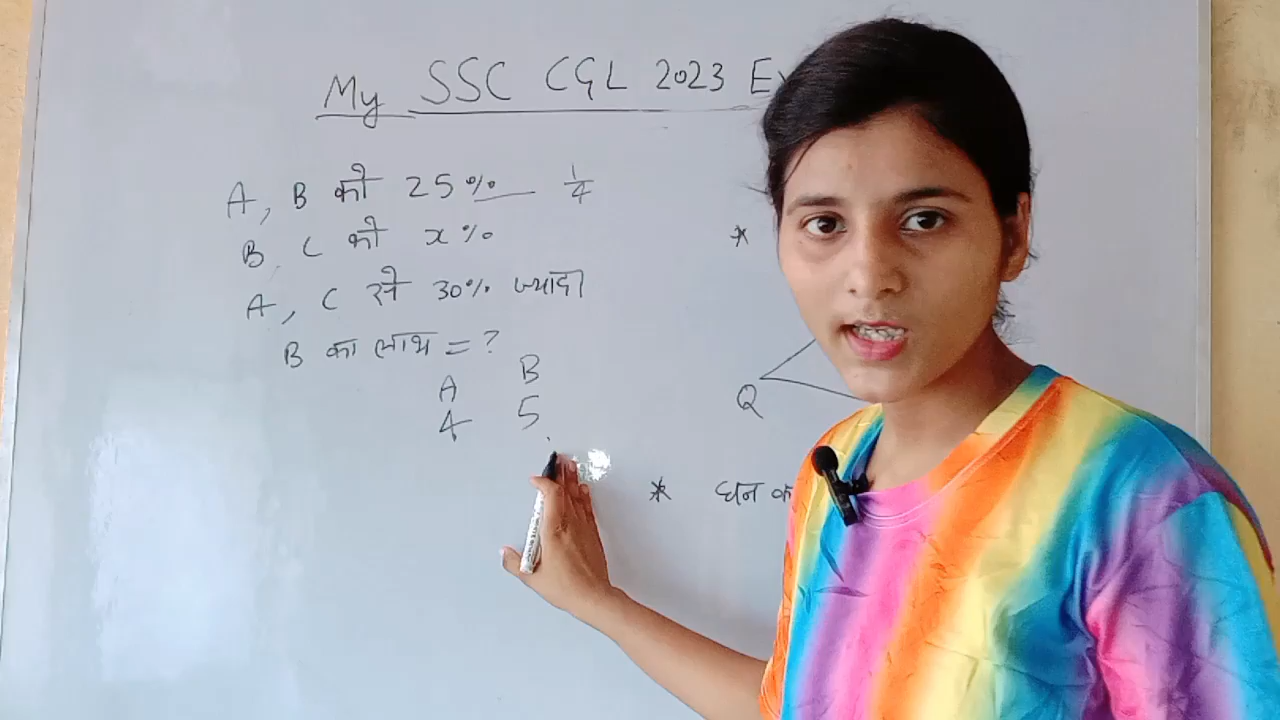 My SSC CGL 2023
A, B को 25% 1/4
B, C को x%
A, C से 30% ज्यादा
B का लाभ = ?
A B
4 5
*
Q
* धन